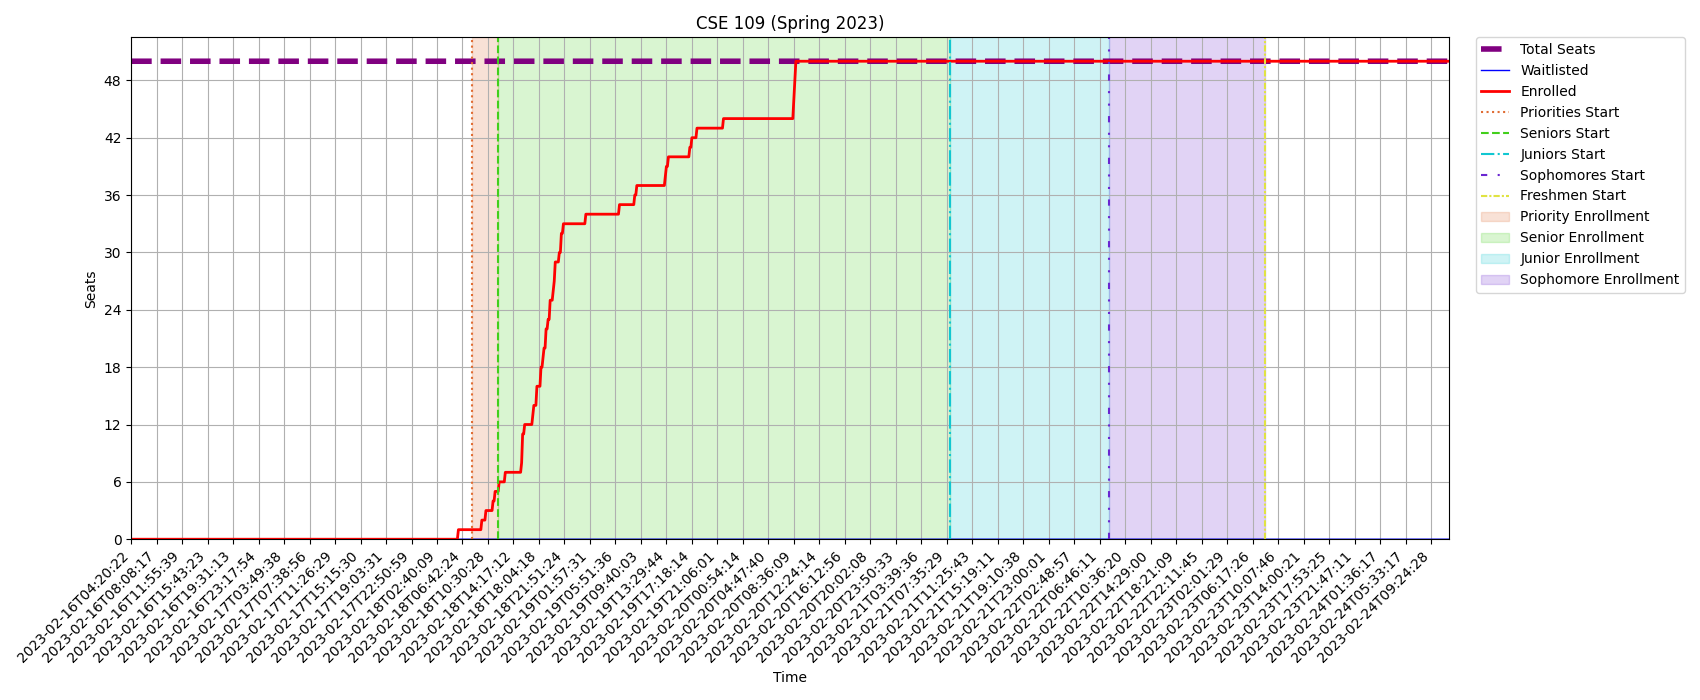 CSE 109 (Spring 2023)
Total Seats
Waitlisted
Enrolled
Priorities Start
Seniors Start
Juniors Start
Sophomores Start
Freshmen Start
Priority Enrollment
Senior Enrollment
Junior Enrollment
Sophomore Enrollment
Seats
48
42
36
30
24
18
12
6
0
2023-02-16T04:20:22
2023-02-16T08:08:17
2023-02-16T11:55:39
2023-02-16T15:43:23
2023-02-16T19:31:13
2023-02-16T23:17:54
2023-02-17T03:49:38
2023-02-17T07:38:56
2023-02-17T11:26:29
2023-02-17T15:15:30
2023-02-17T19:03:31
2023-02-17T22:50:59
2023-02-18T02:40:09
2023-02-18T06:42:24
2023-02-18T10:30:28
2023-02-18T14:17:12
2023-02-18T18:04:18
2023-02-18T21:51:24
2023-02-19T01:57:31
2023-02-19T05:51:36
2023-02-19T09:40:03
2023-02-19T13:29:44
2023-02-19T17:18:14
2023-02-19T21:06:01
2023-02-20T00:54:14
2023-02-20T04:47:40
2023-02-20T08:36:09
2023-02-20T12:24:14
2023-02-20T16:12:56
2023-02-20T20:02:08
2023-02-20T23:50:33
2023-02-21T03:39:36
2023-02-21T07:35:29
2023-02-21T11:25:43
2023-02-21T15:19:11
2023-02-21T19:10:38
2023-02-21T23:00:01
2023-02-22T02:48:57
2023-02-22T06:46:11
2023-02-22T10:36:20
2023-02-22T14:29:00
2023-02-22T18:21:09
2023-02-22T22:11:45
2023-02-23T02:01:29
2023-02-23T06:17:26
2023-02-23T10:07:46
2023-02-23T14:00:21
2023-02-23T17:53:25
2023-02-23T21:47:11
2023-02-24T01:36:17
2023-02-24T05:33:17
2023-02-24T09:24:28
Time